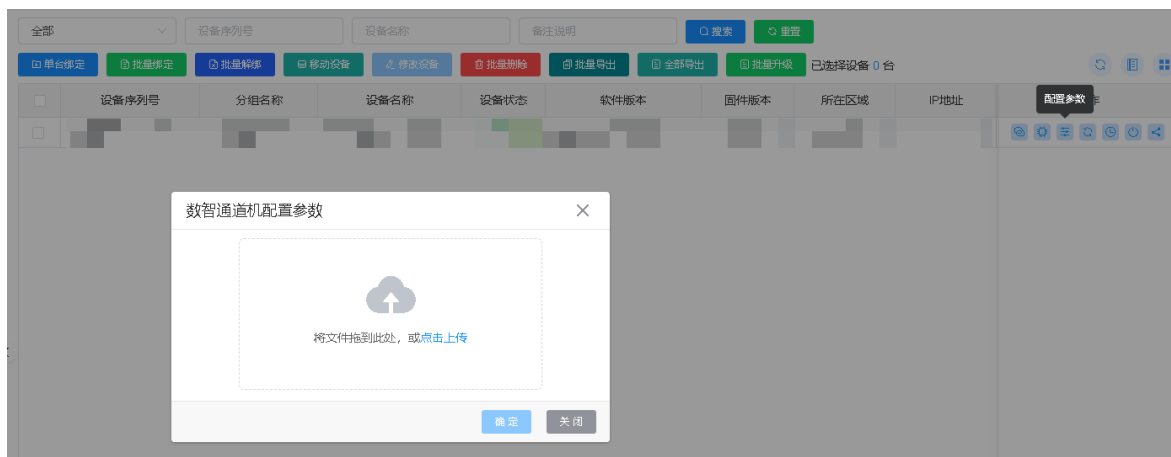 全部 设备序列号 设备名称 备注说明 搜索 重置
单台绑定 批量绑定 批量解绑 移动设备 修改设备 批量删除 批量导出 全部导出 批量升级 已选择设备 0 台
设备序列号 分组名称 设备名称 设备状态 软件版本 固件版本 所在区域 IP地址 配置参数
数智通道机配置参数
将文件拖到此处，或点击上传
确定 关闭